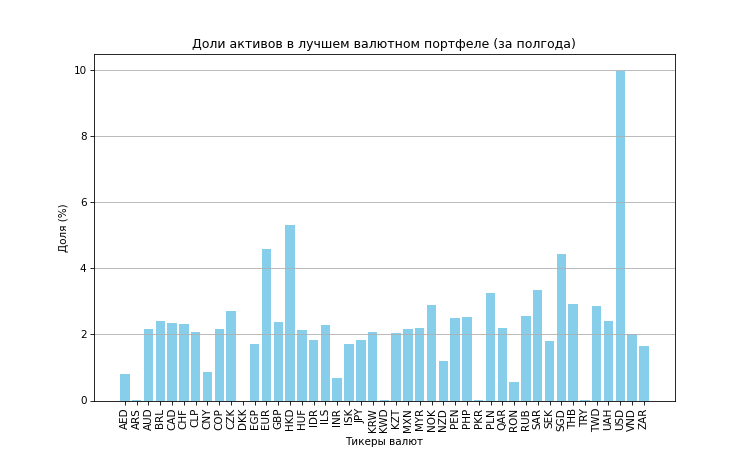 Доли активов в лучшем валютном портфеле (за полгода)
Доля (%)
10
8
6
4
2
0
AED ARS AUD BRL CAD CHF CLP CNY COP CZK DKK EGP EUR GBP HKD HUF IDR ILS INR ISK JPY KRW KWD KZT MXN MYR NOK NZD PEN PHP PKR PLN QAR RON RUB SAR SEK SGD THB TRY TWD UAH USD VND ZAR
Тикеры валют